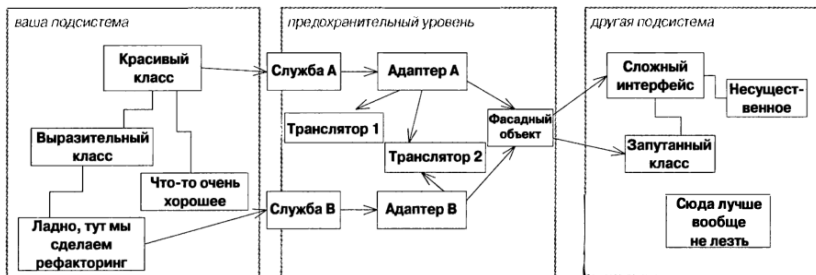 ваша подсистема
предохранительный уровень
другая подсистема
Красивый
класс
Служба А
Адаптер А
Сложный
интерфейс
Несущест-
венное
Транслятор 1
Фасадный
объект
Выразительный
класс
Транслятор 2
Запутанный
класс
Что-то очень
хорошее
Ладно, тут мы
сделаем
рефакторинг
Служба В
Адаптер В
Сюда лучше
вообще
не лезть